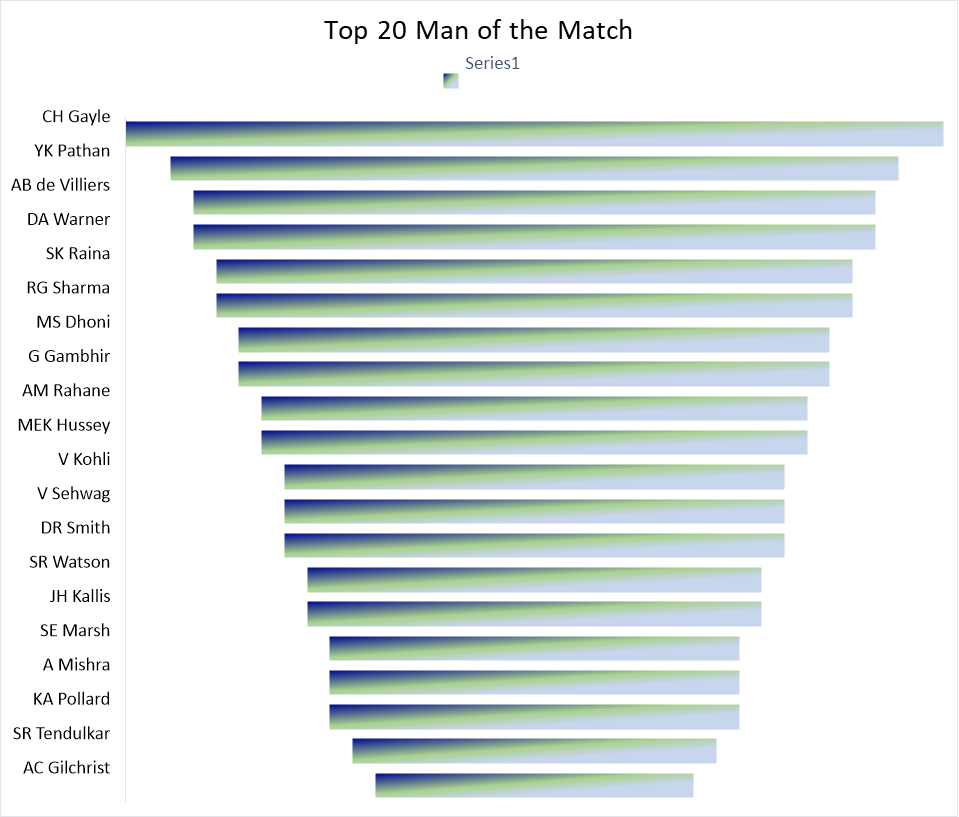 Top 20 Man of the Match
Series1
CH Gayle
YK Pathan
AB de Villiers
DA Warner
SK Raina
RG Sharma
MS Dhoni
G Gambhir
AM Rahane
MEK Hussey
V Kohli
V Sehwag
DR Smith
SR Watson
JH Kallis
SE Marsh
A Mishra
KA Pollard
SR Tendulkar
AC Gilchrist